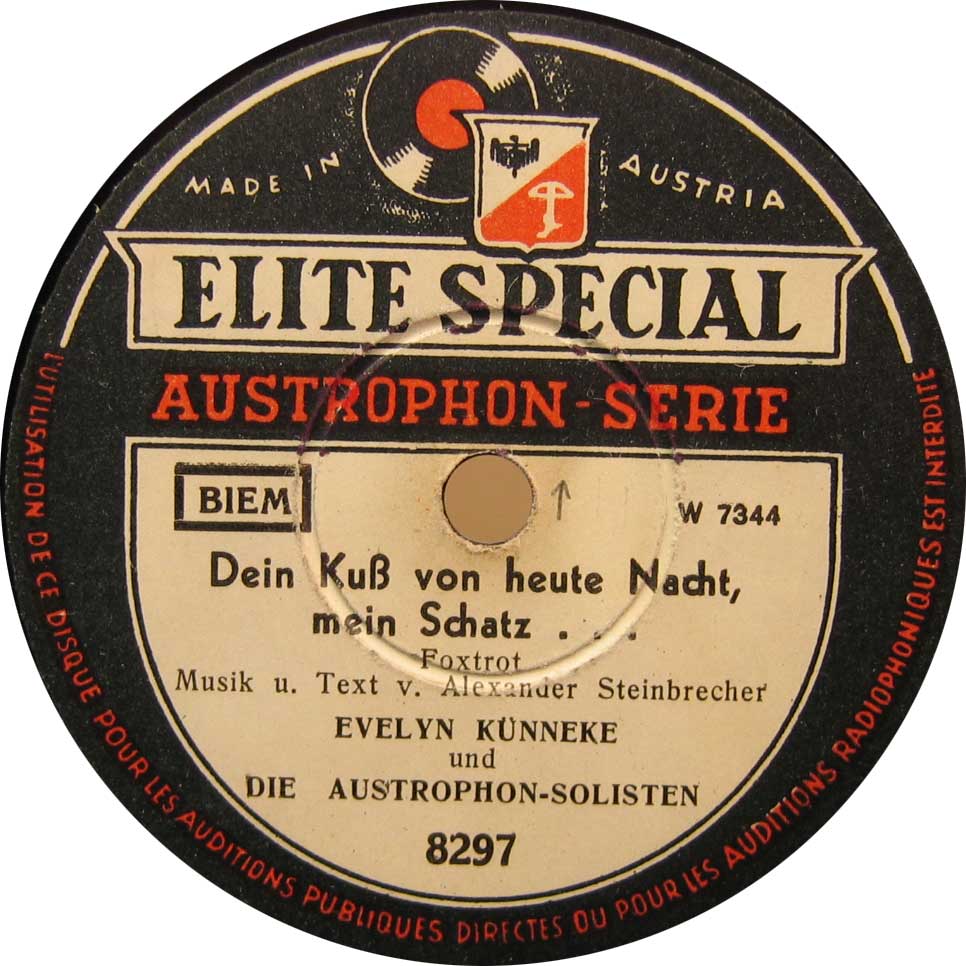 MADE IN AUSTRIA
ELITE SPECIAL
AUSTROPHON-SERIE
BIEM
W 7344
Dein Kuß von heute Nacht,
mein Schatz . . .
Foxtrot
Musik u. Text v. Alexander Steinbrecher
EVELYN KÜNNEKE
und
DIE AUSTROPHON-SOLISTEN
8297
L'UTILISATION DE CE DISQUE POUR LES AUDITIONS PUBLIQUES DIRECTES OU POUR LES AUDITIONS RADIOPHONIQUES EST INTERDITE